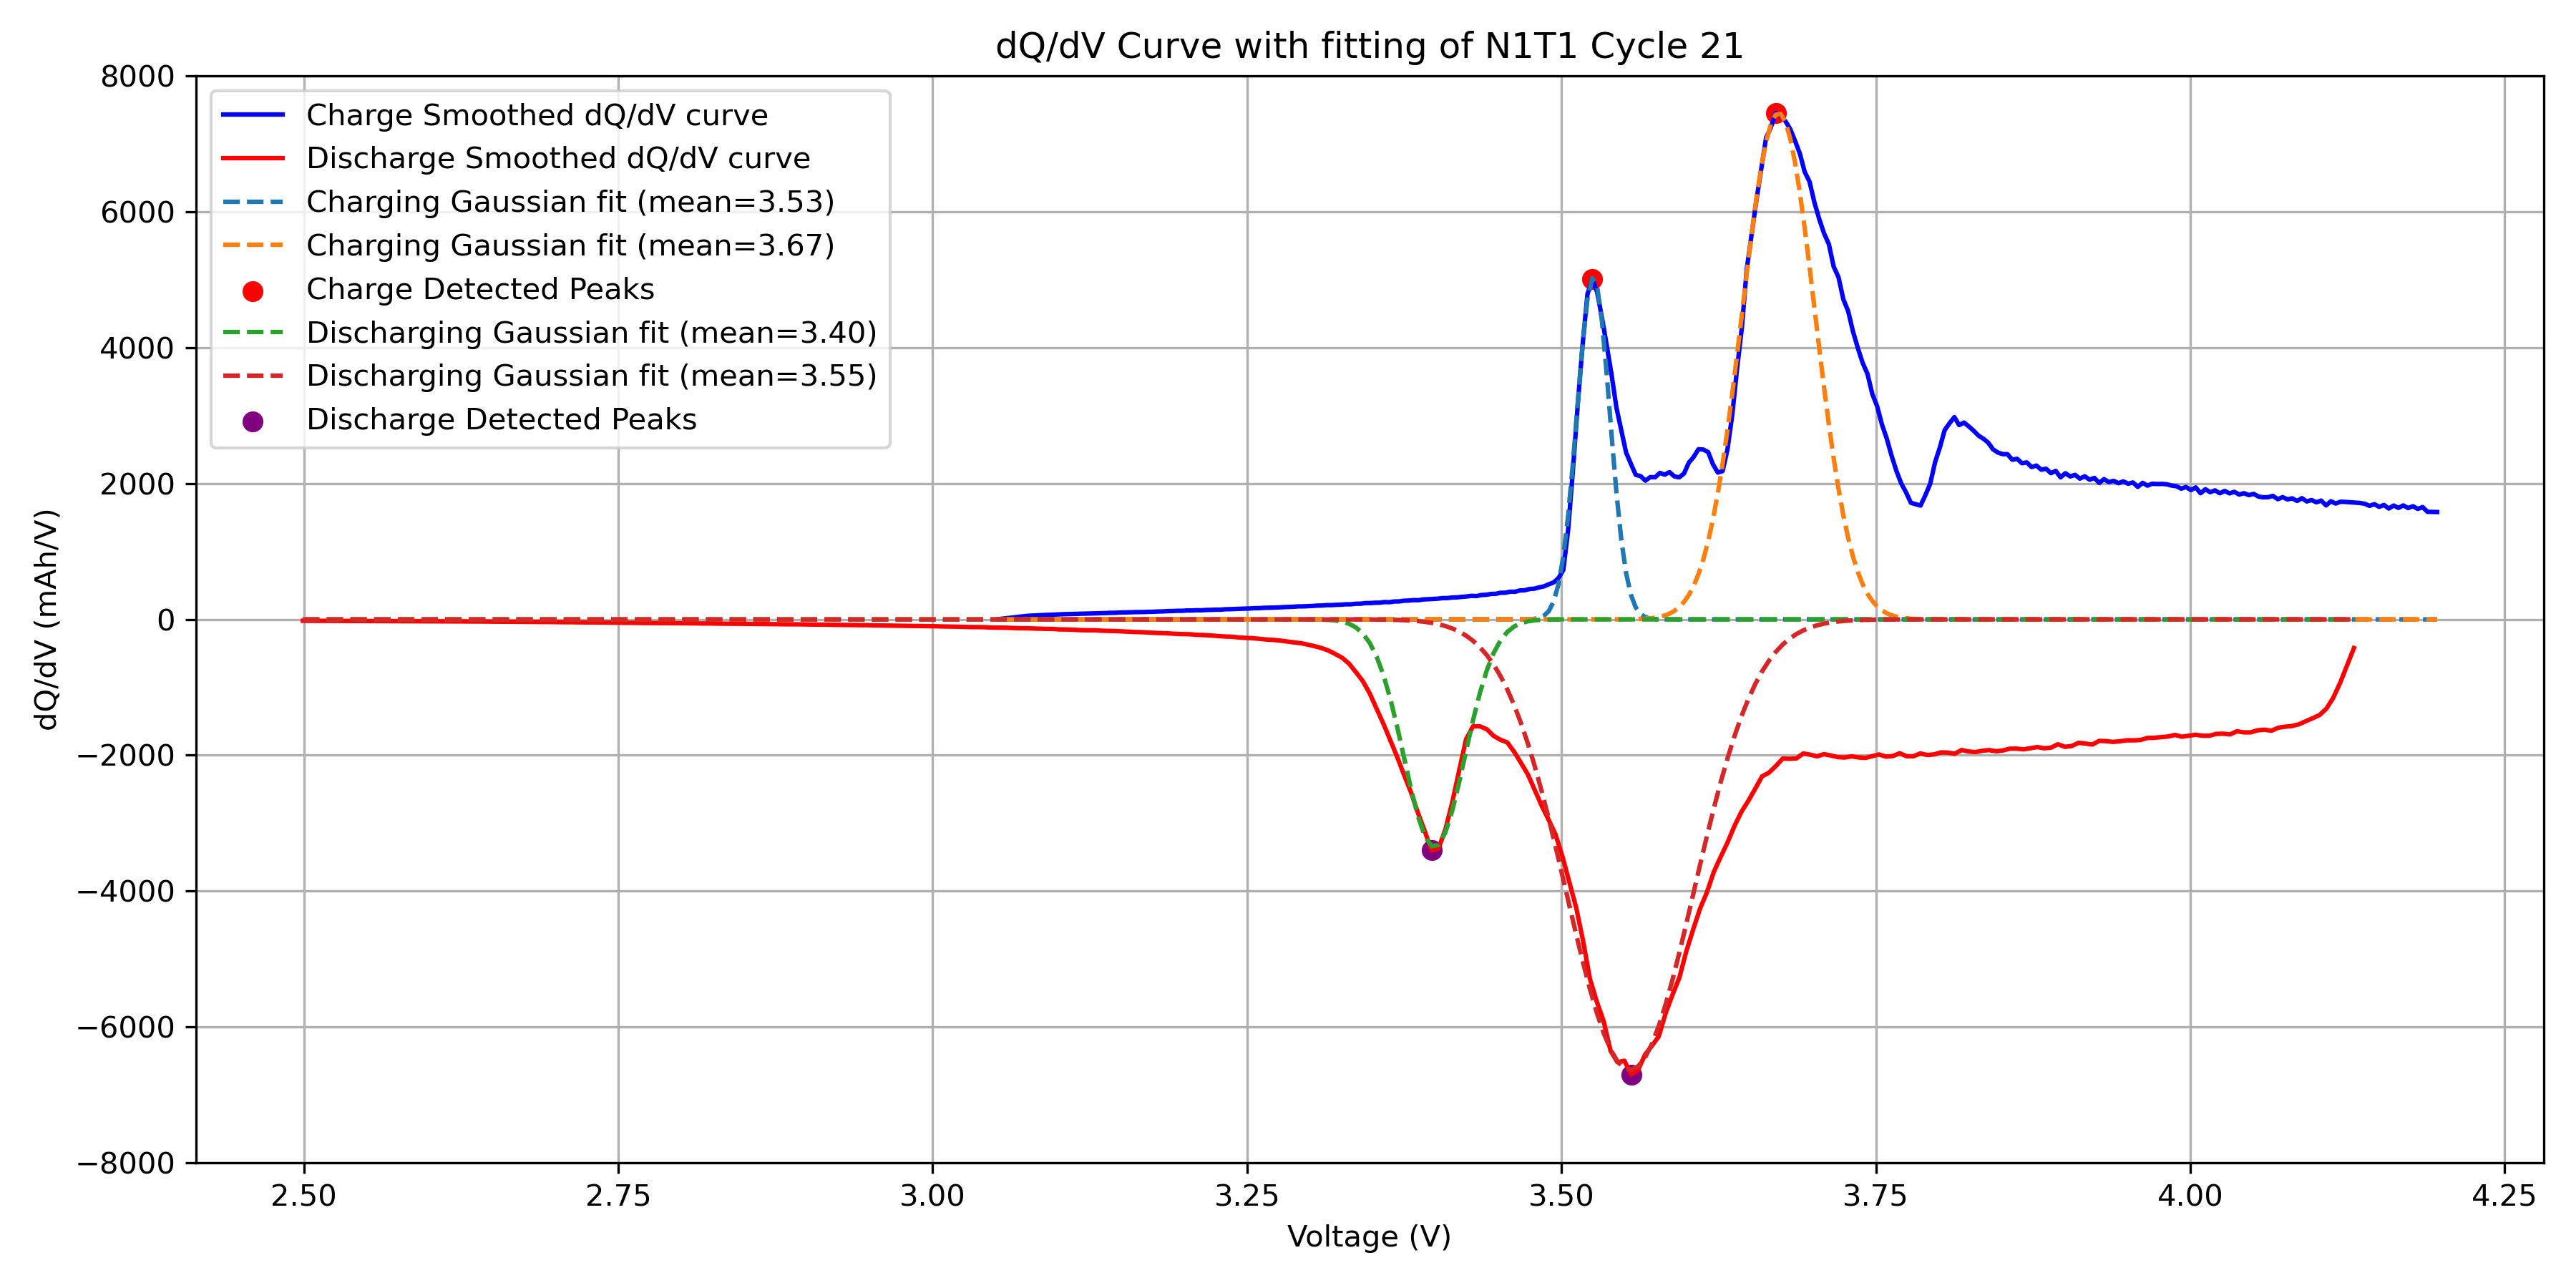 dQ/dV Curve with fitting of N1T1 Cycle 21
8000
6000
4000
2000
0
−2000
−4000
−6000
−8000
dQ/dV (mAh/V)
Charge Smoothed dQ/dV curve
Discharge Smoothed dQ/dV curve
Charging Gaussian fit (mean=3.53)
Charging Gaussian fit (mean=3.67)
Charge Detected Peaks
Discharging Gaussian fit (mean=3.40)
Discharging Gaussian fit (mean=3.55)
Discharge Detected Peaks
2.50 2.75 3.00 3.25 3.50 3.75 4.00 4.25
Voltage (V)